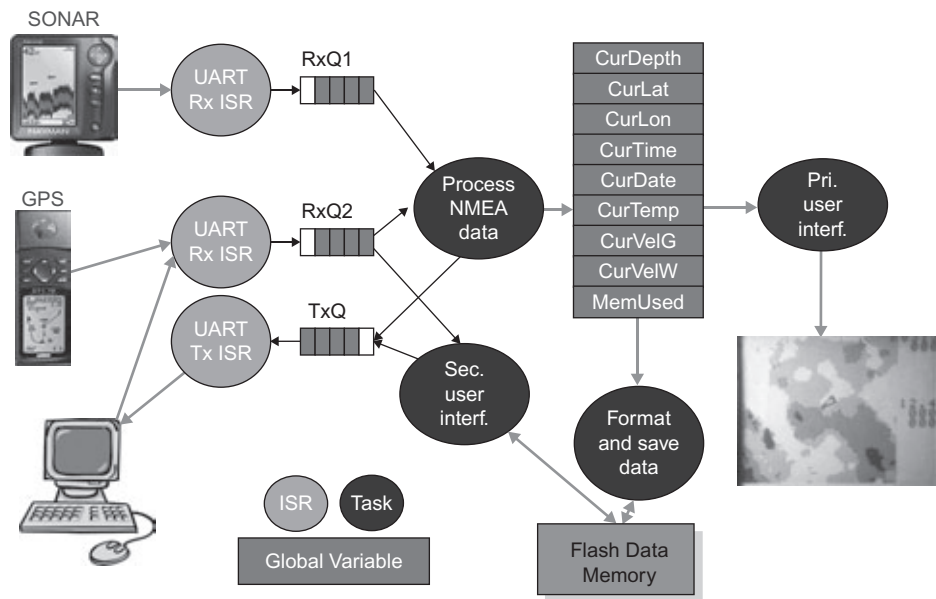 SONAR
UART
Rx ISR
RxQ1
GPS
UART
Rx ISR
RxQ2
UART
Tx ISR
TxQ
Process
NMEA
data
Sec.
user
interf.
CurDepth
CurLat
CurLon
CurTime
CurDate
CurTemp
CurVelG
CurVelW
MemUsed
Pri.
user
interf.
Format
and save
data
ISR
Task
Global Variable
Flash Data
Memory